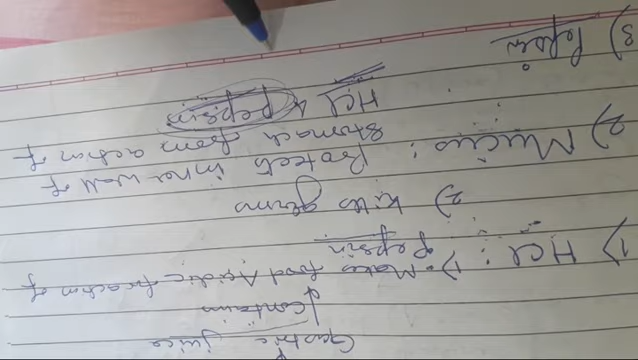 Gastric juice
contains
1) HCl : 1) Makes food Acidic for action of
pepsin
2) kills germs
2) Mucus : Protects inner wall of
stomach from action of
HCl & pepsin
3) Pepsin